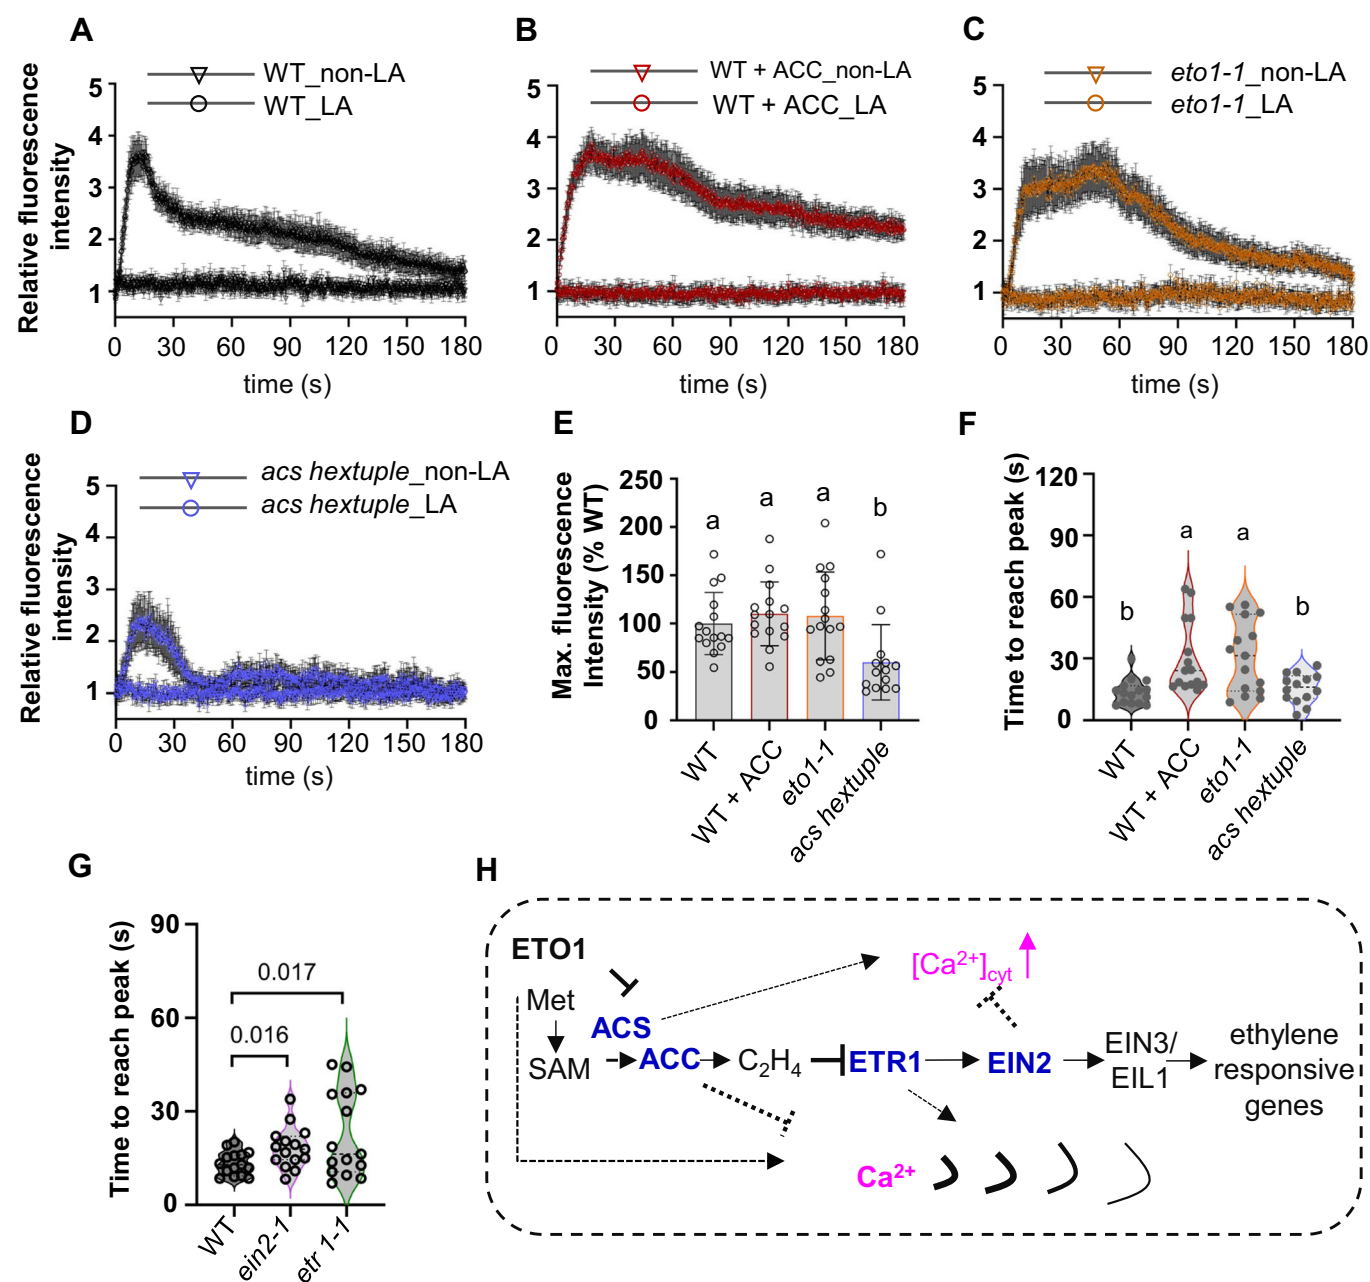 A
WT_non-LA
WT_LA
Relative fluorescence
intensity
5
4
3
2
1
0 30 60 90 120 150 180
time (s)
B
WT + ACC_non-LA
WT + ACC_LA
5
4
3
2
1
0 30 60 90 120 150 180
time (s)
C
eto1-1_non-LA
eto1-1_LA
5
4
3
2
1
0 30 60 90 120 150 180
time (s)
D
acs hextuple_non-LA
acs hextuple_LA
Relative fluorescence
intensity
5
4
3
2
1
0 30 60 90 120 150 180
time (s)
E
Max. fluorescence
Intensity (% WT)
250
200
150
100
50
0
a a a b
WT
WT + ACC
eto1-1
acs hextuple
F
Time to reach peak (s)
120
90
60
30
0
b a a b
WT
WT + ACC
eto1-1
acs hextuple
G
Time to reach peak (s)
90
60
30
0
0.017
0.016
WT
ein2-1
etr 1-1
H
ETO1
[Ca²⁺]cyt
Met
ACS
SAM
ACC
C₂H₄
ETR1
EIN2
EIN3/
EIL1
ethylene
responsive
genes
Ca²⁺